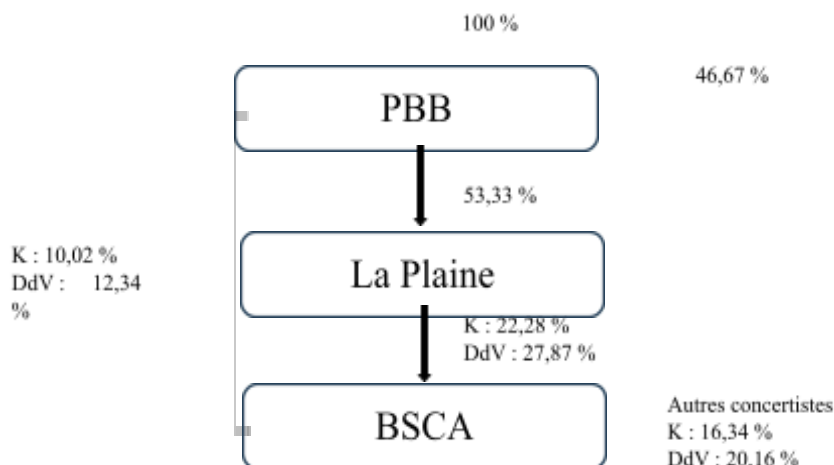 100 %
46,67 %
PBB
53,33 %
K : 10,02 %
DdV : 12,34
%
La Plaine
K : 22,28 %
DdV : 27,87 %
BSCA
Autres concertistes
K : 16,34 %
DdV : 20,16 %